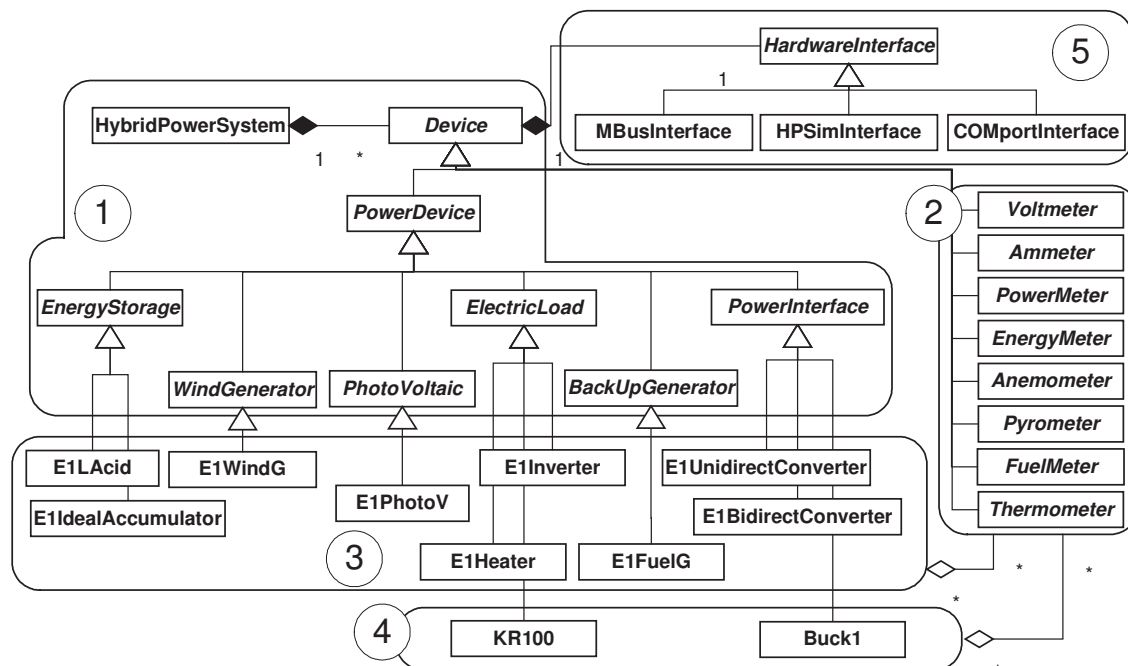 HardwareInterface
5
1
MBusInterface HPSimInterface COMportInterface
HybridPowerSystem Device
1 * 1
1 PowerDevice 2 Voltmeter
Ammeter
EnergyStorage ElectricLoad PowerInterface PowerMeter
EnergyMeter
WindGenerator PhotoVoltaic BackUpGenerator Anemometer
Pyrometer
E1LAcid E1WindG E1Inverter E1UnidirectConverter FuelMeter
E1IdealAccumulator E1PhotoV E1BidirectConverter Thermometer
3 E1Heater E1FuelG * *
*
4 KR100 Buck1